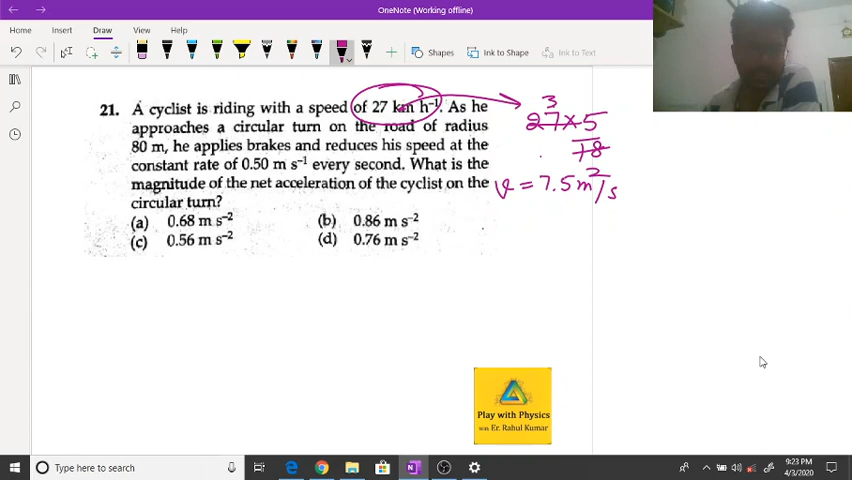 OneNote (Working offline)
Home Insert Draw View Help
Shapes Ink to Shape Ink to Text
21. A cyclist is riding with a speed of 27 km h⁻¹. As he
approaches a circular turn on the road of radius
80 m, he applies brakes and reduces his speed at the
constant rate of 0.50 m s⁻¹ every second. What is the
magnitude of the net acceleration of the cyclist on the
circular turn?
(a) 0.68 m s⁻² (b) 0.86 m s⁻²
(c) 0.56 m s⁻² (d) 0.76 m s⁻²
3
27×5
18
2
v = 7.5 m/s
Play with Physics
With Er. Rahul Kumar
Type here to search
9:23 PM
4/3/2020